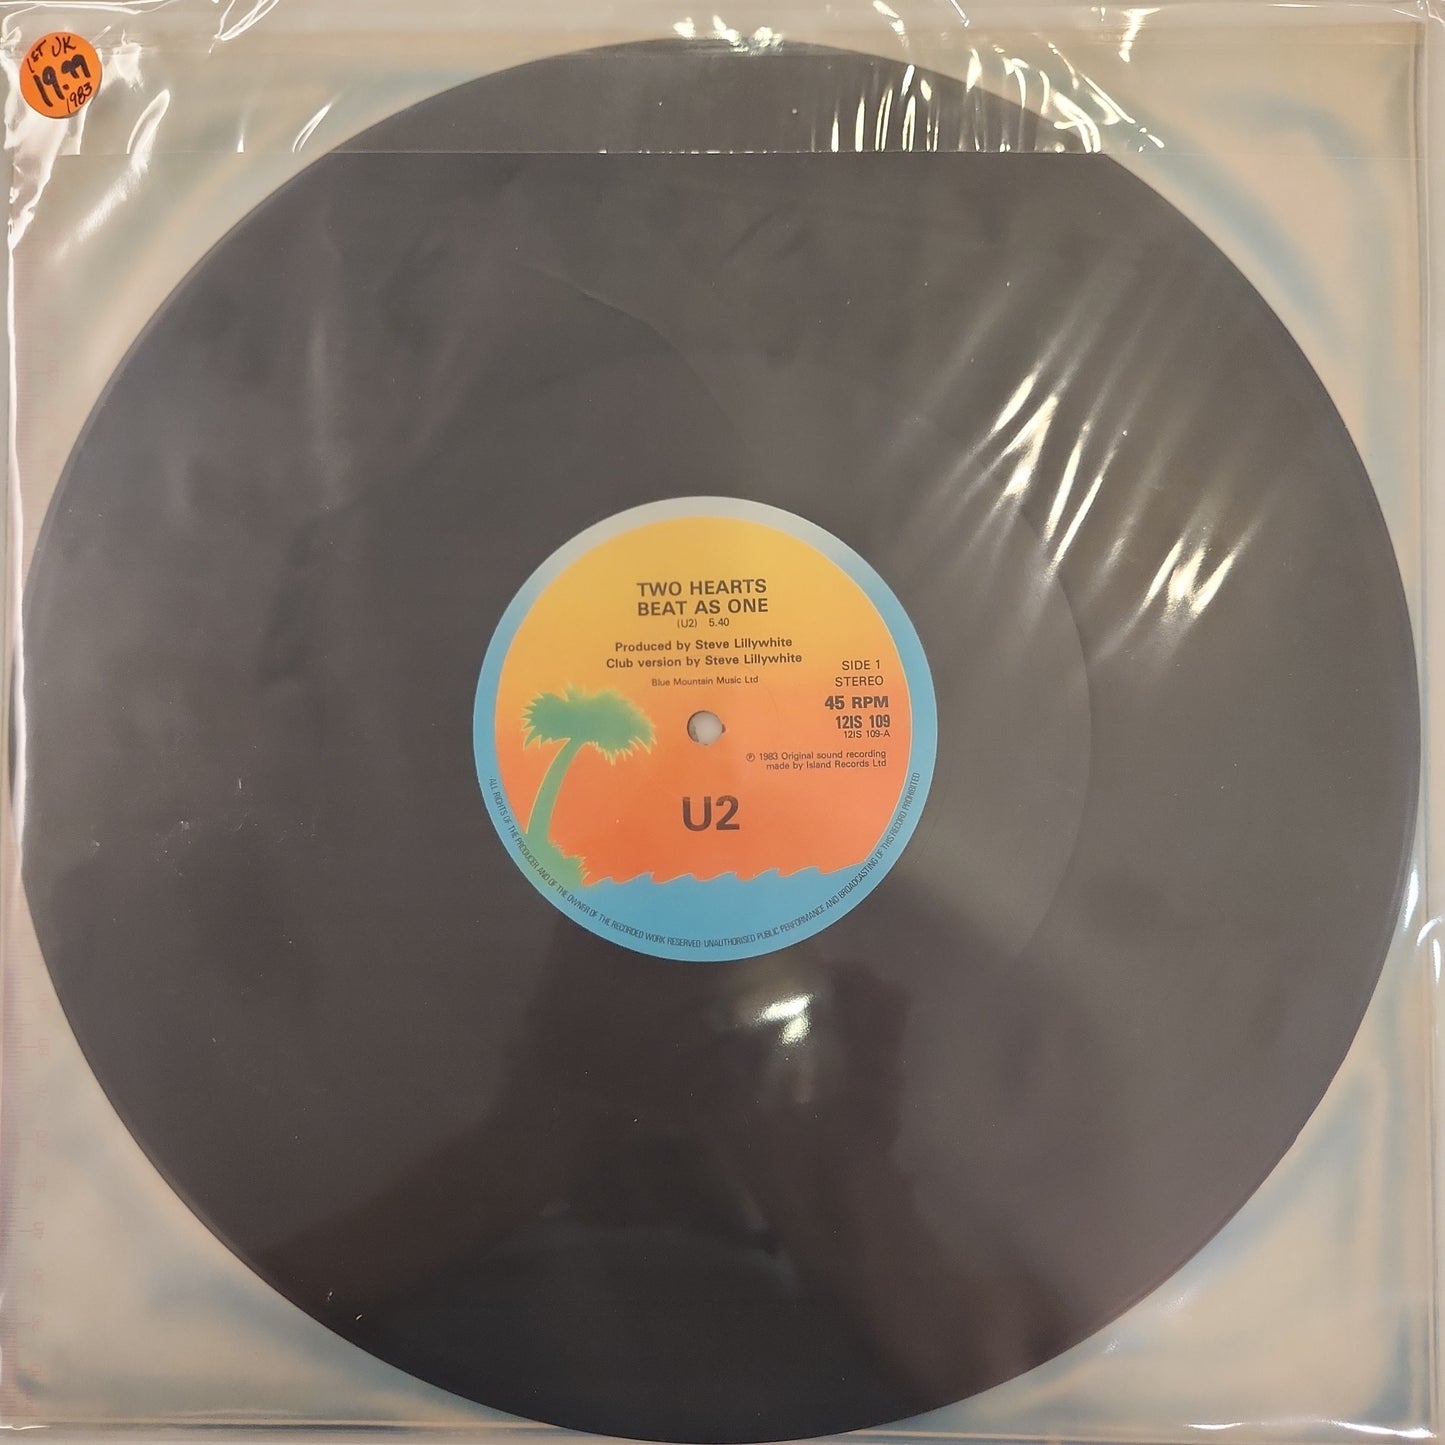 1ST UK
19.99
1983
TWO HEARTS
BEAT AS ONE
(U2) 5.40
Produced by Steve Lillywhite
Club version by Steve Lillywhite
Blue Mountain Music Ltd
SIDE 1
STEREO
45 RPM
12IS 109
12IS 109-A
℗ 1983 Original sound recording
made by Island Records Ltd
U2
ALL RIGHTS OF THE PRODUCER AND OF THE OWNER OF THE RECORDED WORK RESERVED UNAUTHORISED PUBLIC PERFORMANCE AND BROADCASTING OF THIS RECORD PROHIBITED